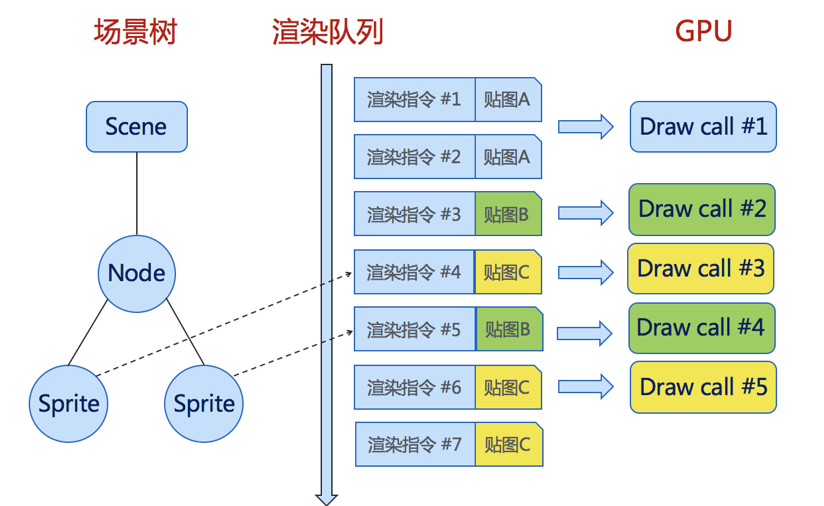 场景树
渲染队列
GPU
Scene
Node
Sprite
Sprite
渲染指令 #1 贴图A
渲染指令 #2 贴图A
渲染指令 #3 贴图B
渲染指令 #4 贴图C
渲染指令 #5 贴图B
渲染指令 #6 贴图C
渲染指令 #7 贴图C
Draw call #1
Draw call #2
Draw call #3
Draw call #4
Draw call #5